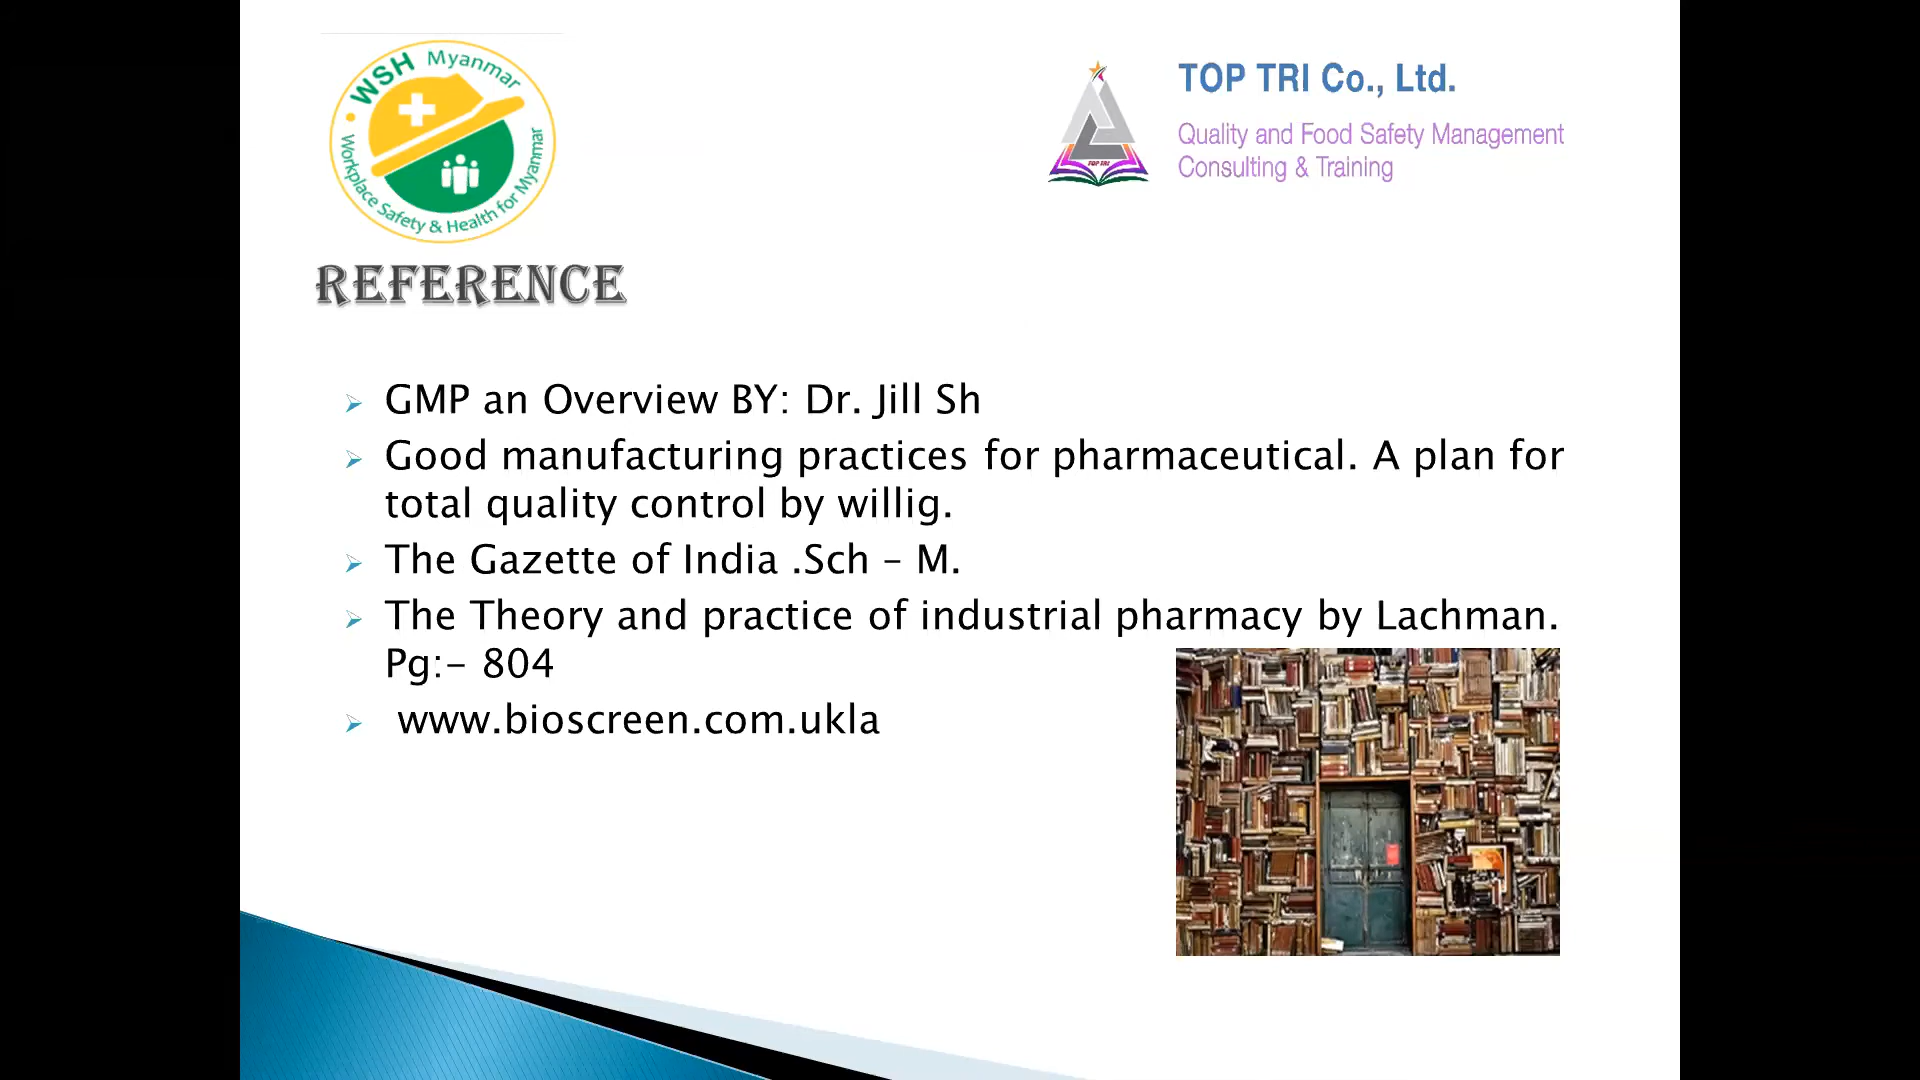 WSH Myanmar
Workplace Safety & Health for Myanmar
TOP TRI
TOP TRI Co., Ltd.
Quality and Food Safety Management
Consulting & Training
REFERENCE
GMP an Overview BY: Dr. Jill Sh
Good manufacturing practices for pharmaceutical. A plan for
total quality control by willig.
The Gazette of India .Sch – M.
The Theory and practice of industrial pharmacy by Lachman.
Pg:- 804
www.bioscreen.com.ukla